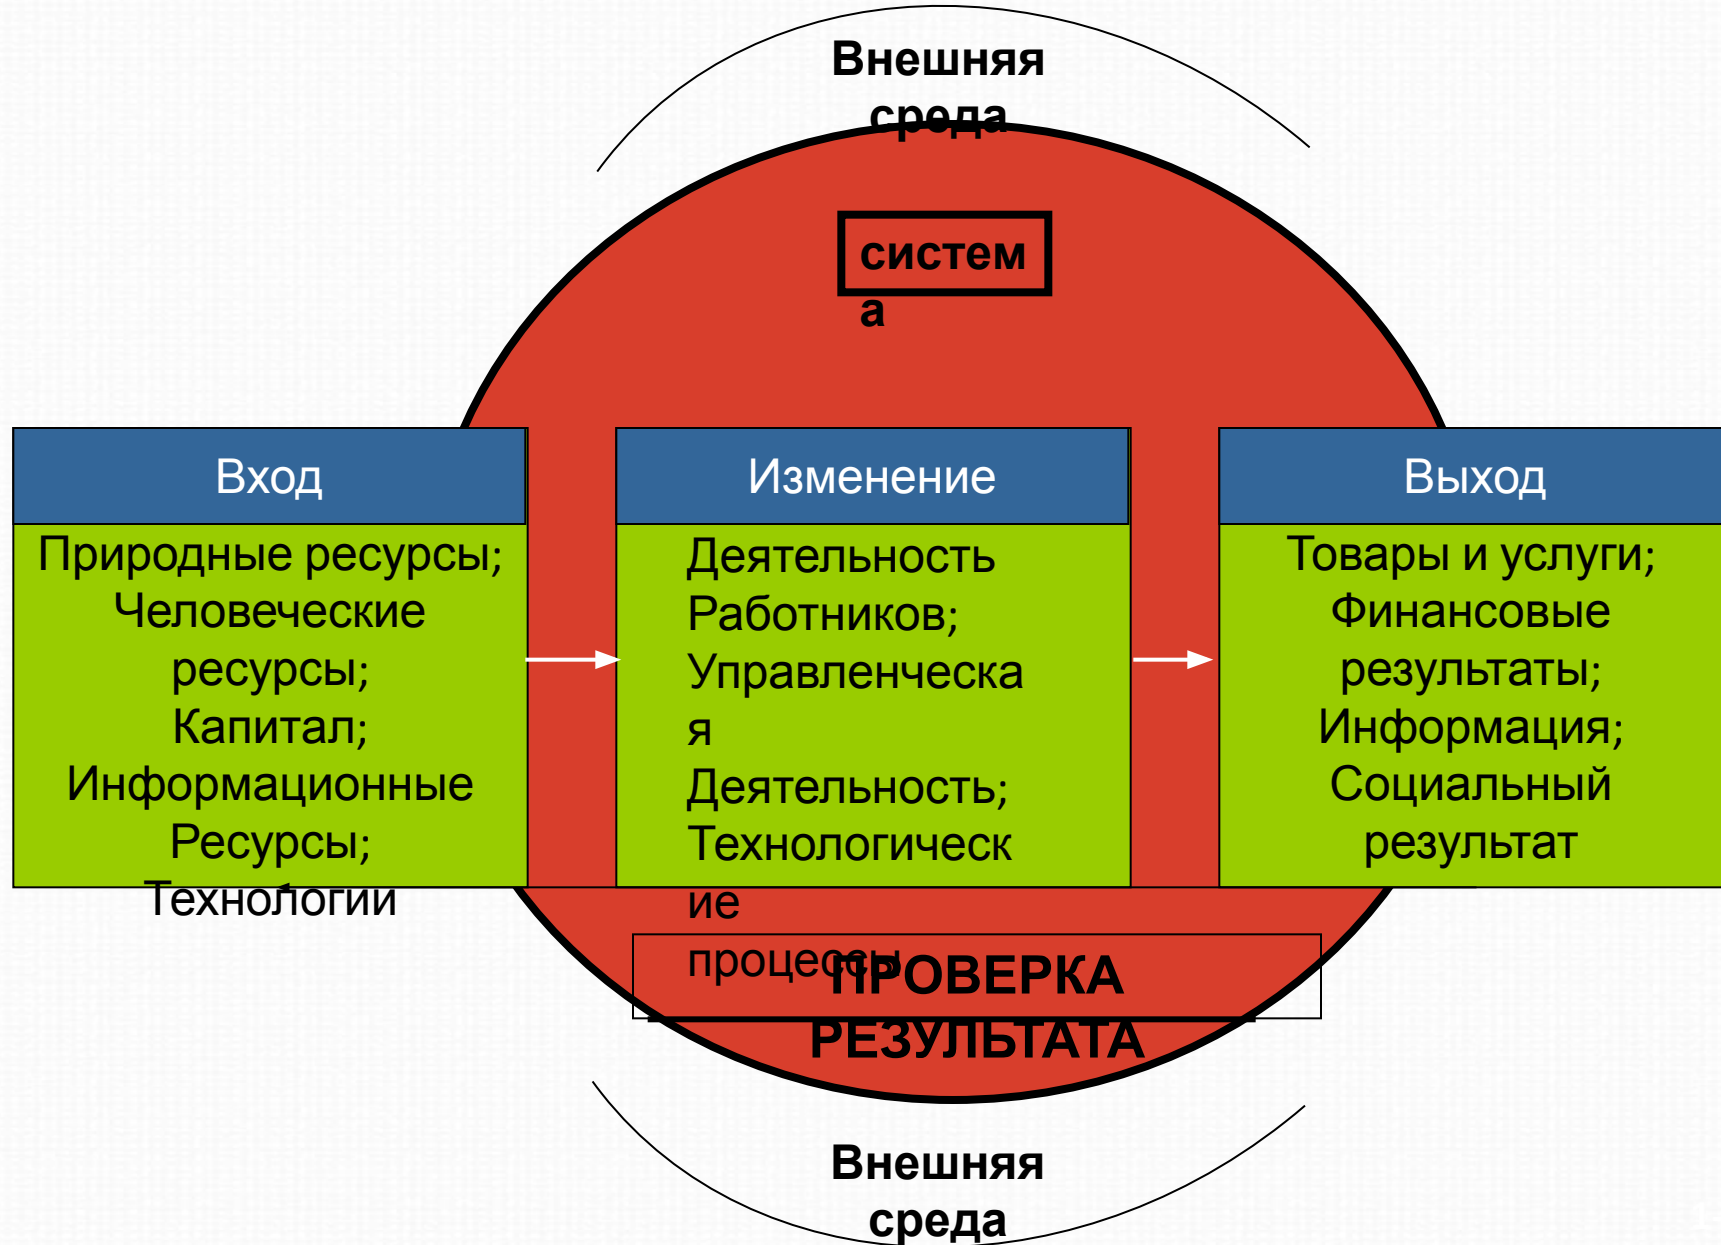 Внешняя
среда
систем
а
Вход
Природные ресурсы;
Человеческие
ресурсы;
Капитал;
Информационные
Ресурсы;
Технологии
Изменение
Деятельность
Работников;
Управленческа
я
Деятельность;
Технологическ
ие
процессы
Выход
Товары и услуги;
Финансовые
результаты;
Информация;
Социальный
результат
ПРОВЕРКА
РЕЗУЛЬТАТА
Внешняя
среда